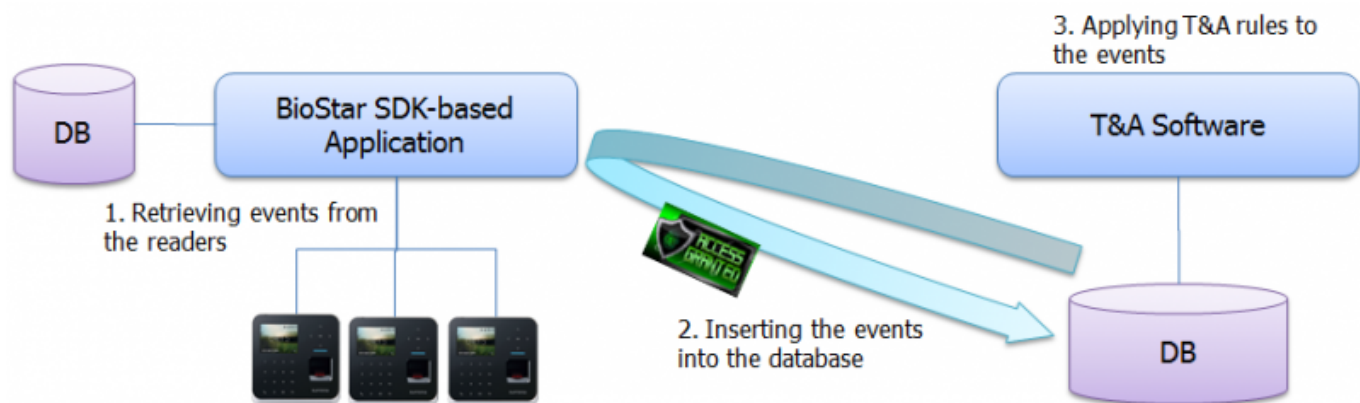 3. Applying T&A rules to
the events
DB
BioStar SDK-based
Application
T&A Software
1. Retrieving events from
the readers
ACCESS
GRANTED
2. Inserting the events
into the database
DB